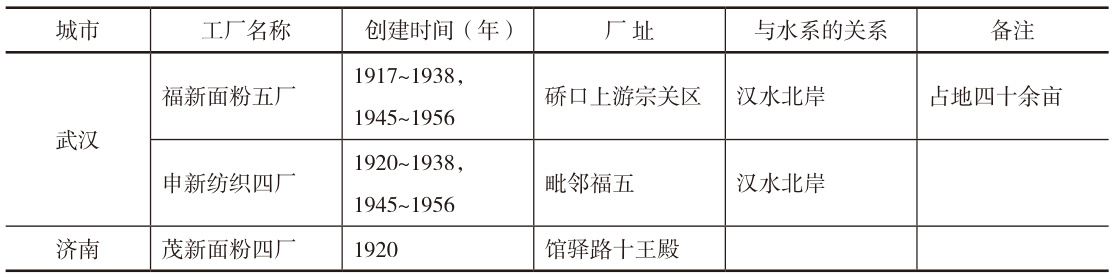 城市 工厂名称 创建时间（年） 厂 址 与水系的关系 备注
武汉 福新面粉五厂 1917~1938， 1945~1956 硚口上游宗关区 汉水北岸 占地四十余亩
申新纺织四厂 1920~1938， 1945~1956 毗邻福五 汉水北岸
济南 茂新面粉四厂 1920 馆驿路十王殿